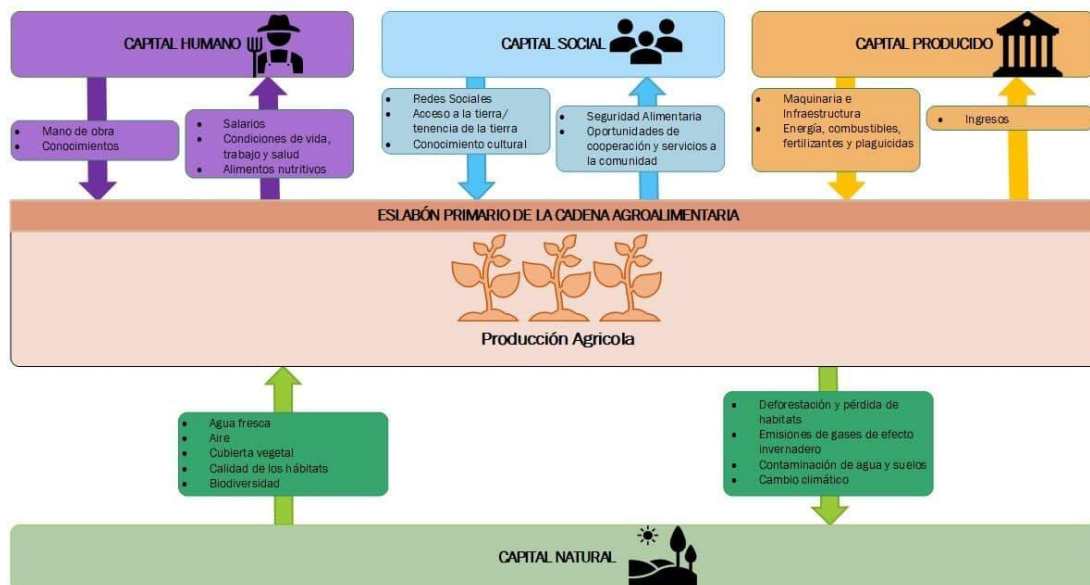 CAPITAL HUMANO
CAPITAL SOCIAL
CAPITAL PRODUCIDO
• Mano de obra
• Conocimientos
• Salarios
• Condiciones de vida,
trabajo y salud
• Alimentos nutritivos
• Redes Sociales
• Acceso a la tierra/
tenencia de la tierra
• Conocimiento cultural
• Seguridad Alimentaria
• Oportunidades de
cooperación y servicios a
la comunidad
• Maquinaria e
Infraestructura
• Energía, combustibles,
fertilizantes y plaguicidas
• Ingresos
ESLABÓN PRIMARIO DE LA CADENA AGROALIMENTARIA
Producción Agricola
• Agua fresca
• Aire
• Cubierta vegetal
• Calidad de los hábitats
• Biodiversidad
• Deforestación y pérdida de
habitats
• Emisiones de gases de efecto
invernadero
• Contaminación de agua y suelos
• Cambio climático
CAPITAL NATURAL